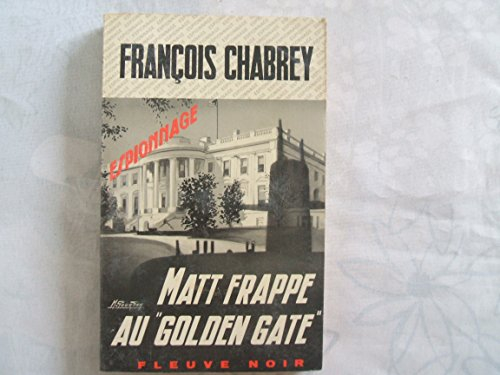 FRANÇOIS CHABREY
ESPIONNAGE
MATT FRAPPE
AU "GOLDEN GATE"
FLEUVE NOIR